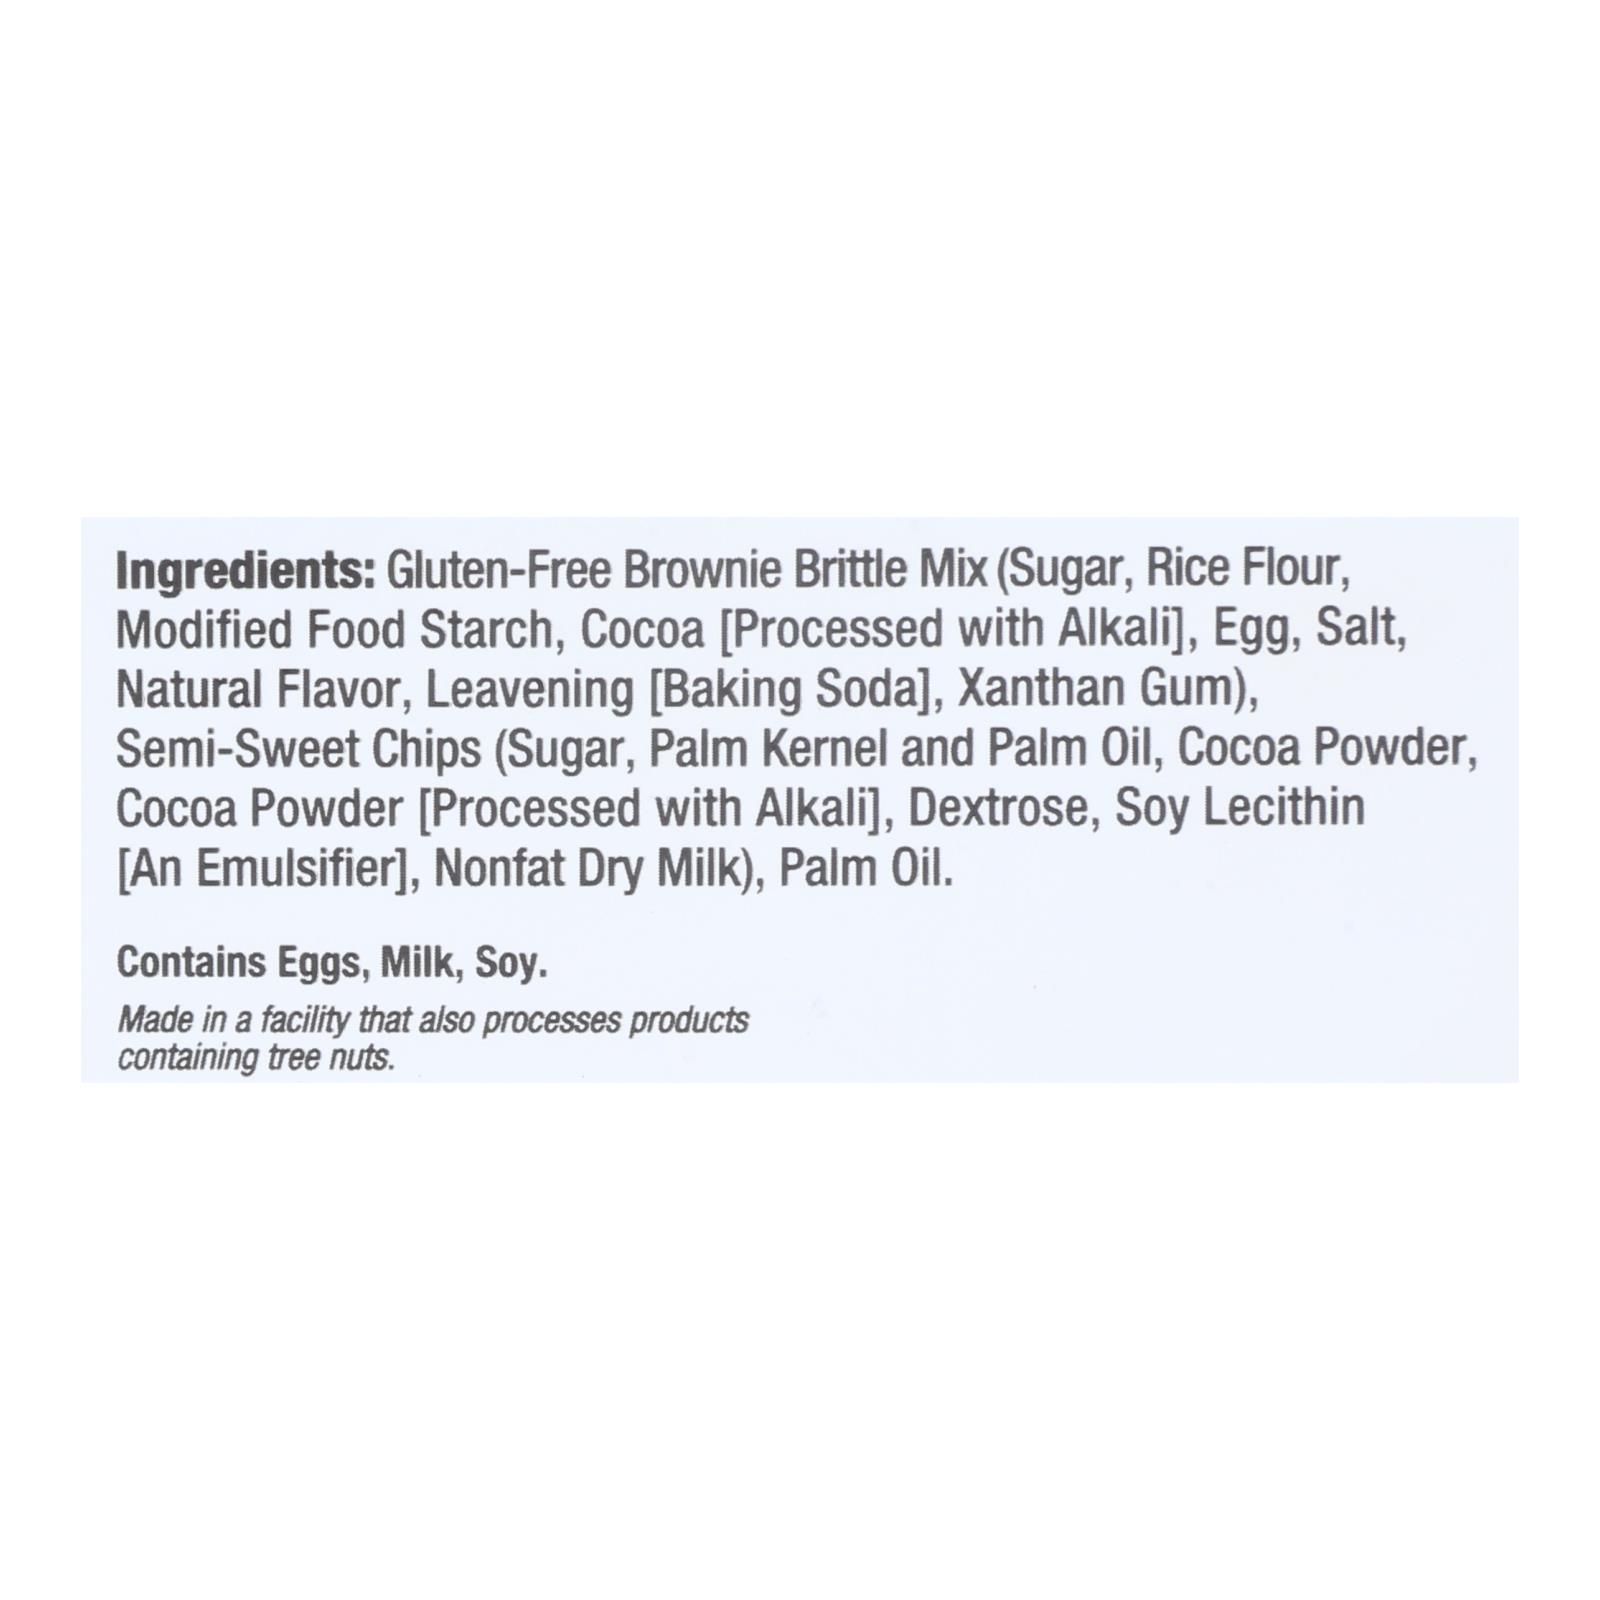 Ingredients: Gluten-Free Brownie Brittle Mix (Sugar, Rice Flour,
Modified Food Starch, Cocoa [Processed with Alkali], Egg, Salt,
Natural Flavor, Leavening [Baking Soda], Xanthan Gum),
Semi-Sweet Chips (Sugar, Palm Kernel and Palm Oil, Cocoa Powder,
Cocoa Powder [Processed with Alkali], Dextrose, Soy Lecithin
[An Emulsifier], Nonfat Dry Milk), Palm Oil.
Contains Eggs, Milk, Soy.
Made in a facility that also processes products
containing tree nuts.